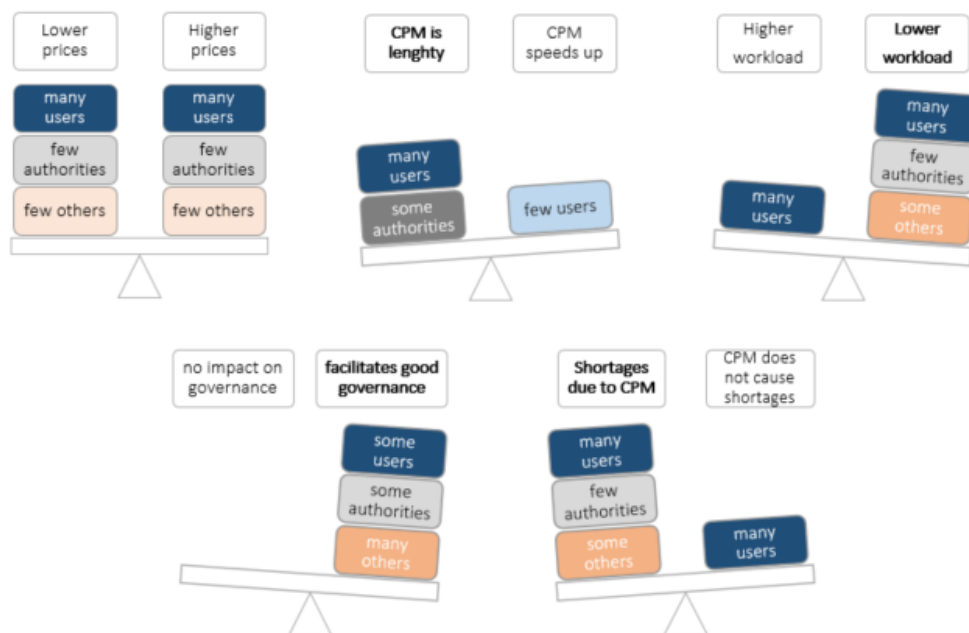 Lower
prices
Higher
prices
many
users
many
users
few
authorities
few
authorities
few others
few others
CPM is
lenghty
CPM
speeds up
many
users
some
authorities
few users
Higher
workload
Lower
workload
many
users
many
users
few
authorities
some
others
no impact on
governance
facilitates good
governance
some
users
some
authorities
many
others
Shortages
due to CPM
CPM does
not cause
shortages
many
users
few
authorities
some
others
many
users